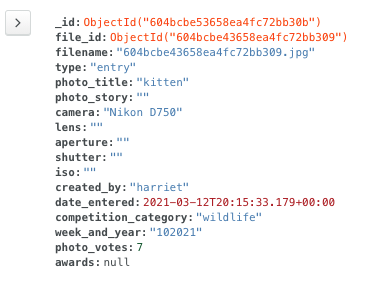 _id: ObjectId("604bcbe53658ea4fc72bb30b")
file_id: ObjectId("604bcbe43658ea4fc72bb309")
filename: "604bcbe43658ea4fc72bb309.jpg"
type: "entry"
photo_title: "kitten"
photo_story: ""
camera: "Nikon D750"
lens: ""
aperture: ""
shutter: ""
iso: ""
created_by: "harriet"
date_entered: 2021-03-12T20:15:33.179+00:00
competition_category: "wildlife"
week_and_year: "102021"
photo_votes: 7
awards: null